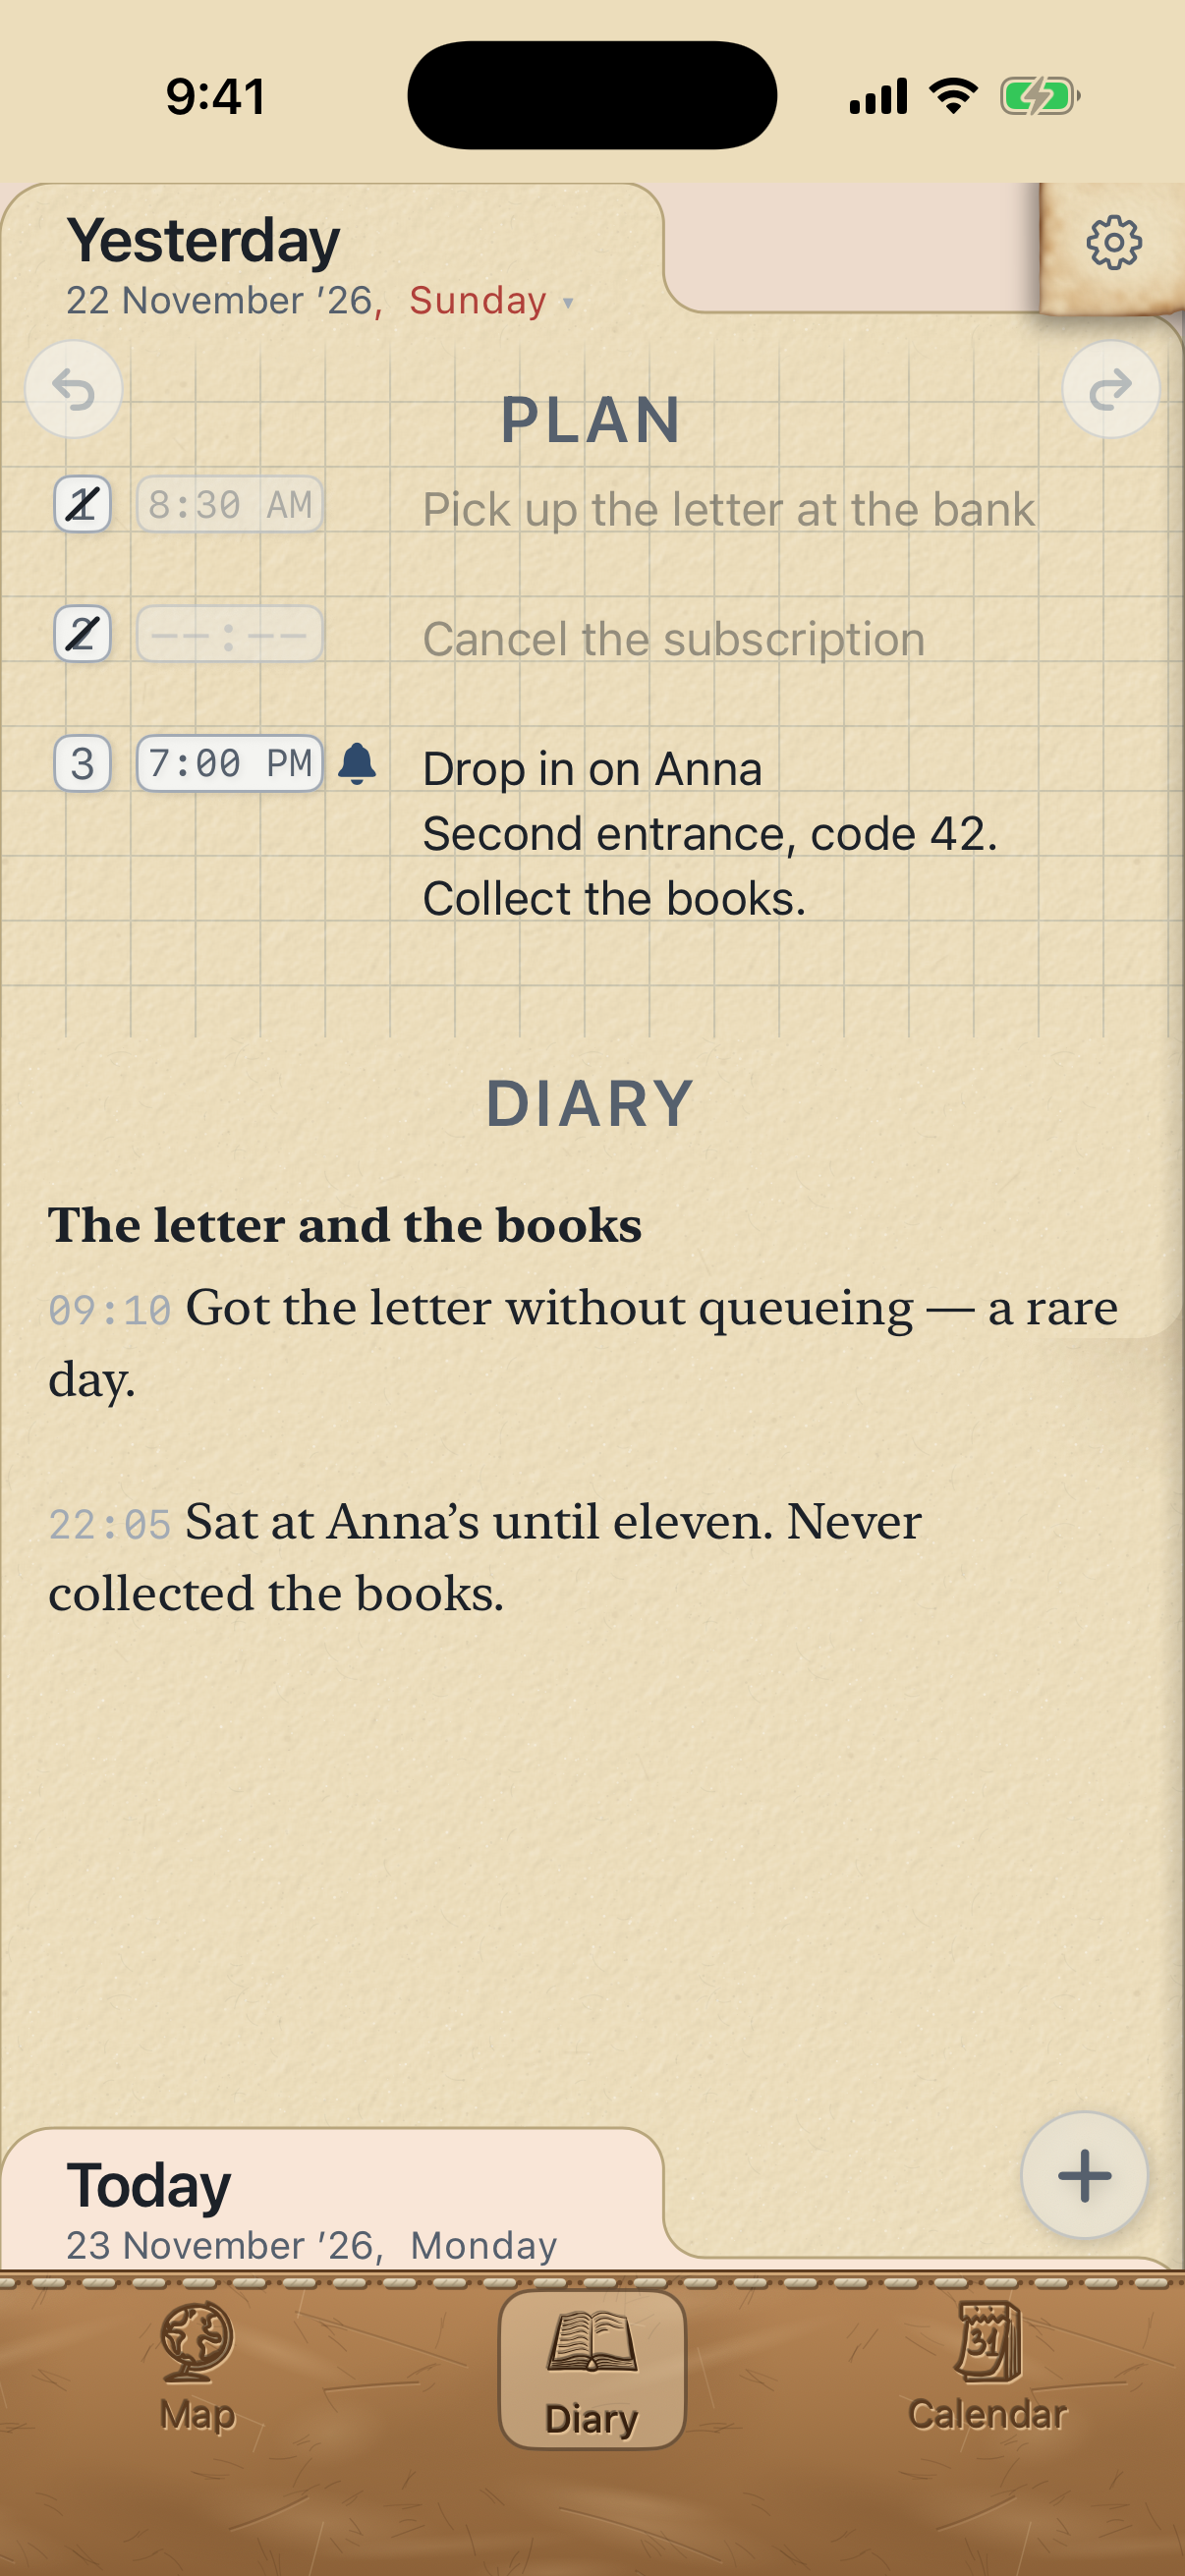 9:41
Yesterday
22 November ’26, Sunday ▾
PLAN
1 8:30 AM Pick up the letter at the bank
2 --:-- Cancel the subscription
3 7:00 PM Drop in on Anna
Second entrance, code 42.
Collect the books.
DIARY
The letter and the books
09:10 Got the letter without queueing — a rare
day.
22:05 Sat at Anna’s until eleven. Never
collected the books.
Today
23 November ’26, Monday
31
Map Diary Calendar